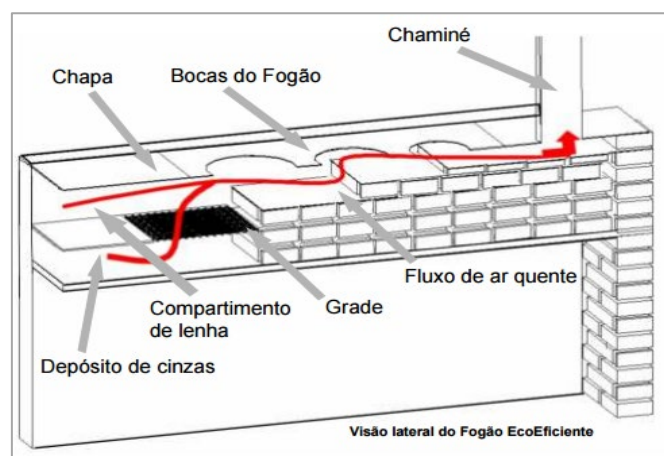 Chaminé
Bocas do Fogão
Chapa
Fluxo de ar quente
Grade
Compartimento
de lenha
Depósito de cinzas
Visão lateral do Fogão EcoEficiente